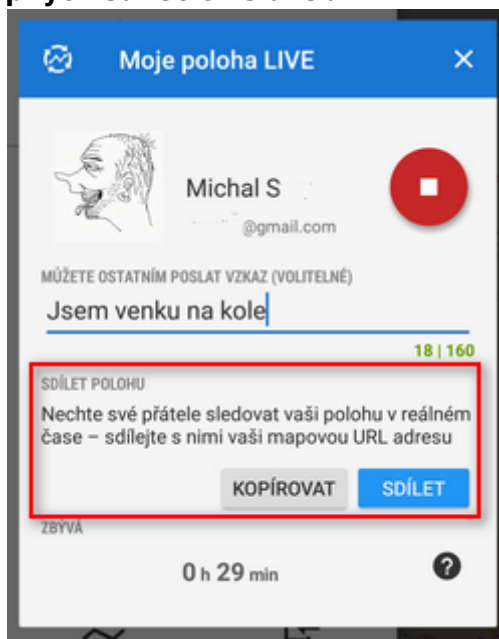 Moje poloha LIVE
Michal S
@gmail.com
MŮŽETE OSTATNÍM POSLAT VZKAZ (VOLITELNÉ)
Jsem venku na kole
18 | 160
SDÍLET POLOHU
Nechte své přátele sledovat vaši polohu v reálném
čase – sdílejte s nimi vaši mapovou URL adresu
KOPÍROVAT SDÍLET
ZBÝVÁ
0 h 29 min